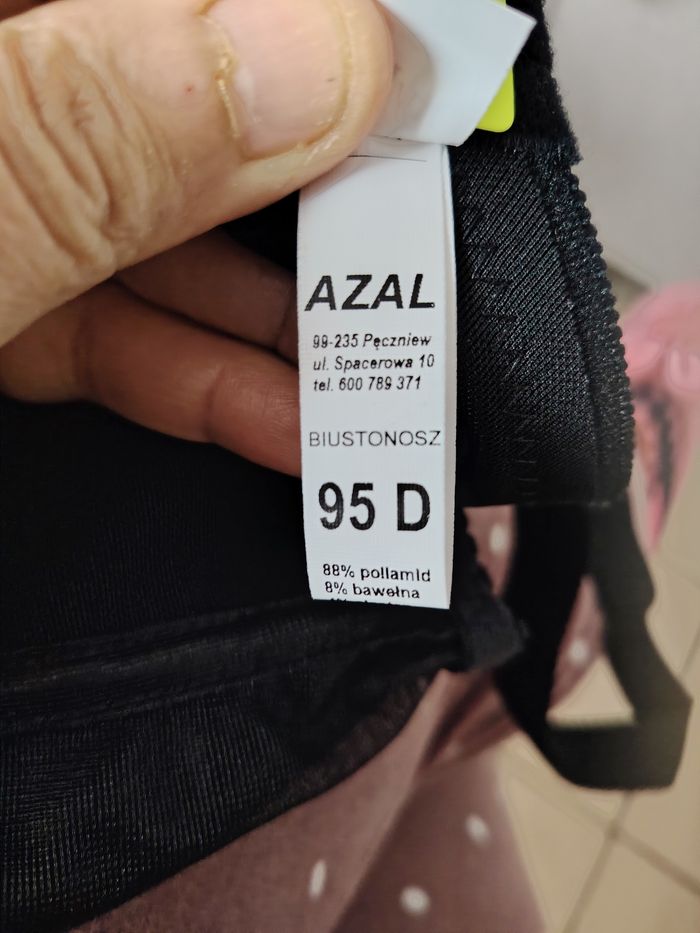 AZAL
99-235 Pęczniew
ul. Spacerowa 10
tel. 600 789 371
BIUSTONOSZ
95 D
88% poliamid
8% bawełna